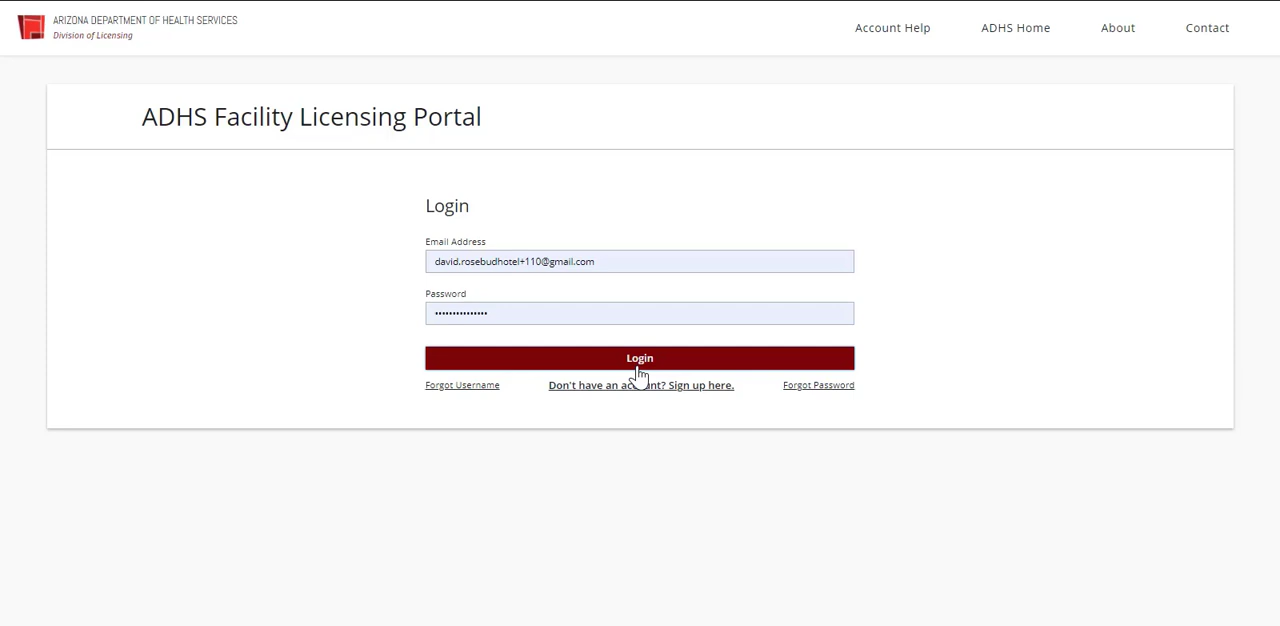 ARIZONA DEPARTMENT OF HEALTH SERVICES
Division of Licensing
Account Help
ADHS Home
About
Contact
ADHS Facility Licensing Portal
Login
Email Address
david.rosebudhotel+110@gmail.com
Password
•••••••••••••••
Login
Forgot Username
Don't have an account? Sign up here.
Forgot Password